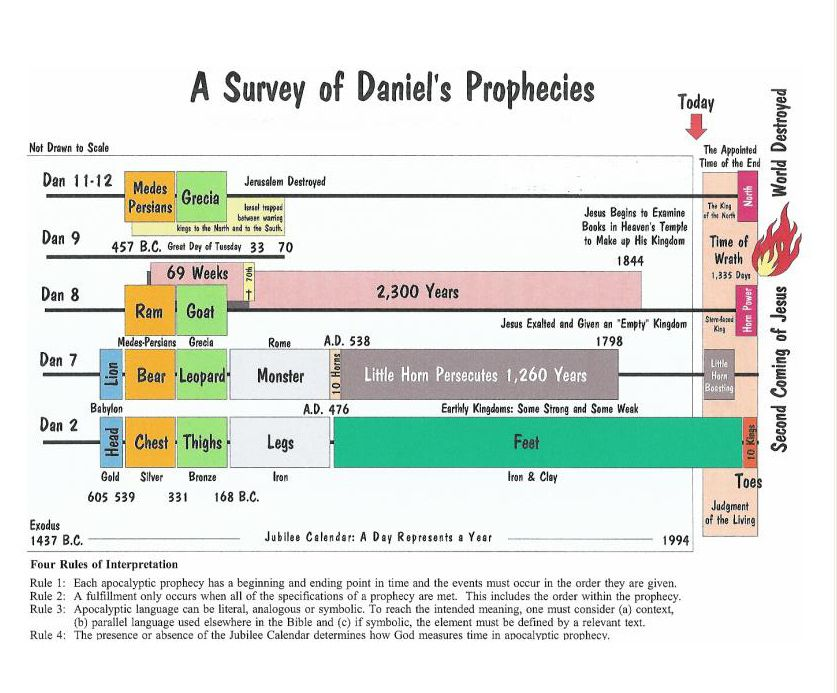 A Survey of Daniel's Prophecies
Today
Not Drawn to Scale
The Appointed
Time of the End
World Destroyed
Dan 11-12
Medes
Persians
Grecia
Jerusalem Destroyed
North
Israel trapped
between warring
kings to the North and to the South.
The King
of the North
Jesus Begins to Examine
Books in Heaven's Temple
to Make up His Kingdom
1844
Dan 9
457 B.C. Great Day of Tuesday 33 70
Time of
Wrath
1,335 Days
69 Weeks
70th
†
2,300 Years
Dan 8
Ram
Goat
Horn Power
Stern-faced
King
Jesus Exalted and Given an "Empty" Kingdom
1798
Medes-Persians Grecia Rome A.D. 538
Dan 7
Lion
Bear
Leopard
Monster
10 Horns
Little Horn Persecutes 1,260 Years
Little
Horn
Boasting
Second Coming of Jesus
Babylon
A.D. 476
Earthly Kingdoms: Some Strong and Some Weak
Dan 2
Head
Chest
Thighs
Legs
Feet
10 Kings
Toes
Gold Silver Bronze Iron Iron & Clay
605 539 331 168 B.C.
Judgment
of the Living
Exodus
1437 B.C.
Jubilee Calendar: A Day Represents a Year
1994
Four Rules of Interpretation
Rule 1: Each apocalyptic prophecy has a beginning and ending point in time and the events must occur in the order they are given.
Rule 2: A fulfillment only occurs when all of the specifications of a prophecy are met. This includes the order within the prophecy.
Rule 3: Apocalyptic language can be literal, analogous or symbolic. To reach the intended meaning, one must consider (a) context,
(b) parallel language used elsewhere in the Bible and (c) if symbolic, the element must be defined by a relevant text.
Rule 4: The presence or absence of the Jubilee Calendar determines how God measures time in apocalyptic prophecy.